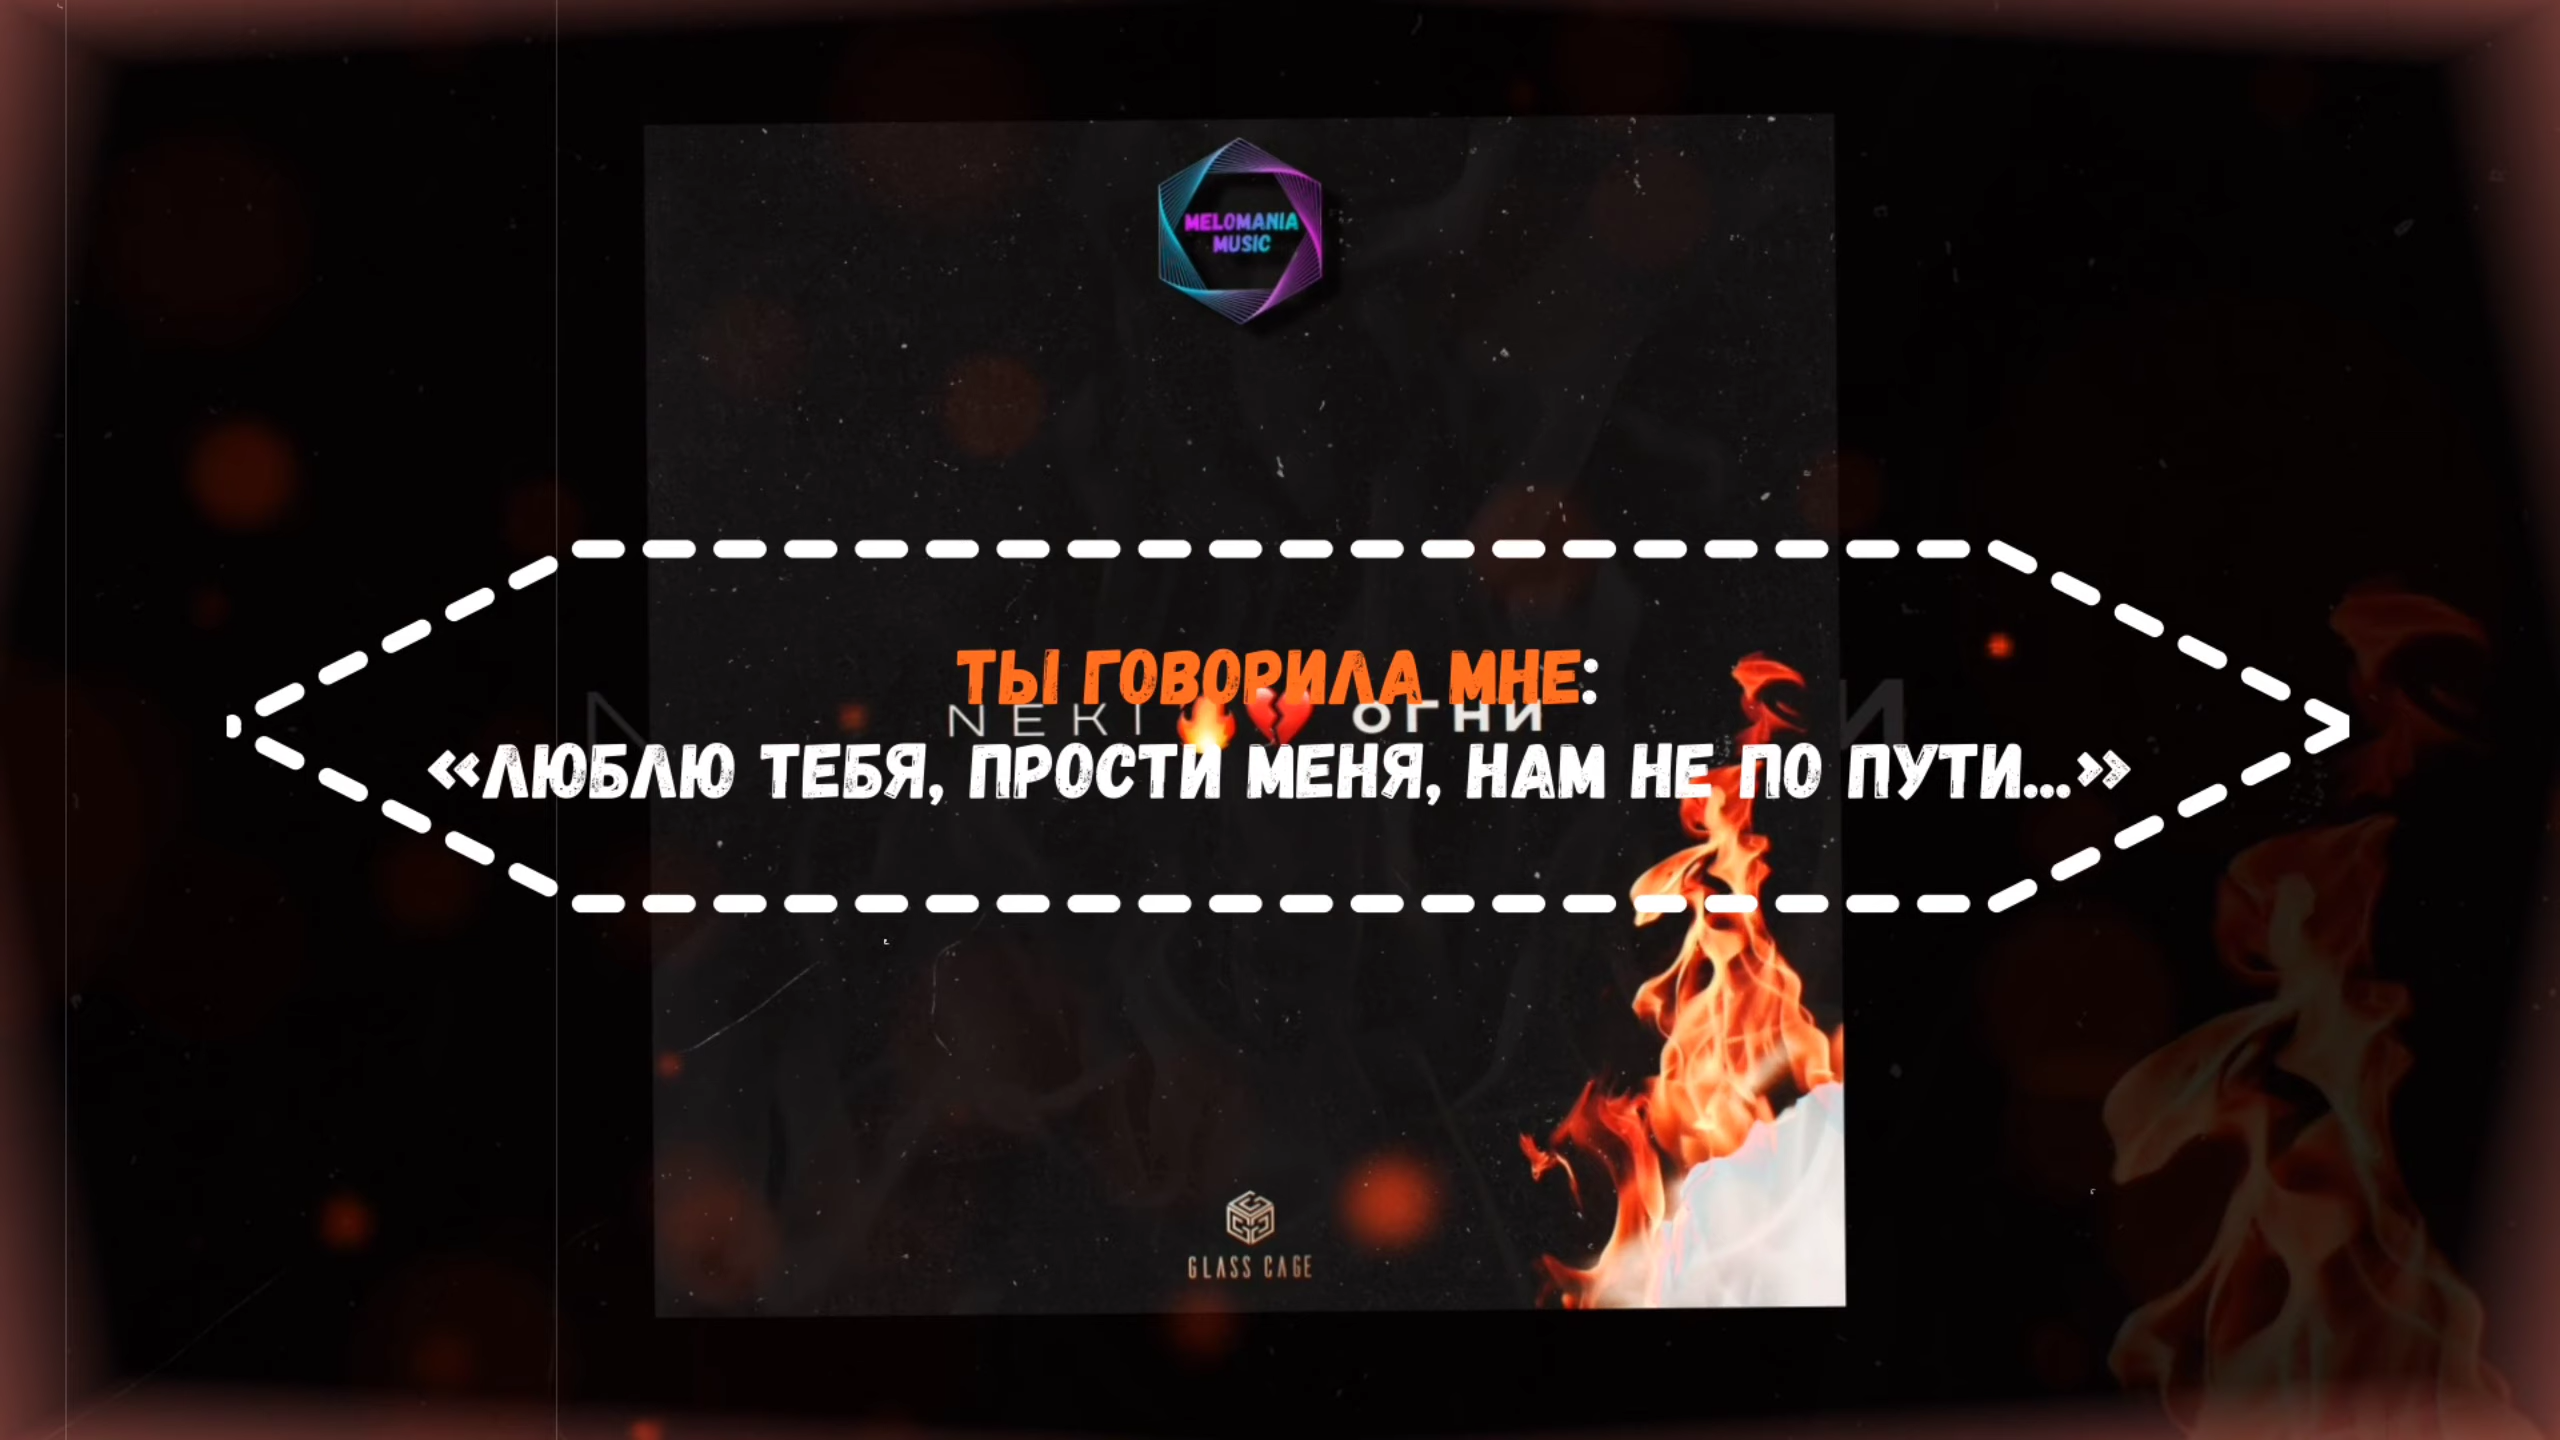 MELOMANIA
MUSIC
ТЫ ГОВОРИЛА МНЕ:
NEKI 🔥💔 ОГНИ
«ЛЮБЛЮ ТЕБЯ, ПРОСТИ МЕНЯ, НАМ НЕ ПО ПУТИ...»
GLASS CAGE